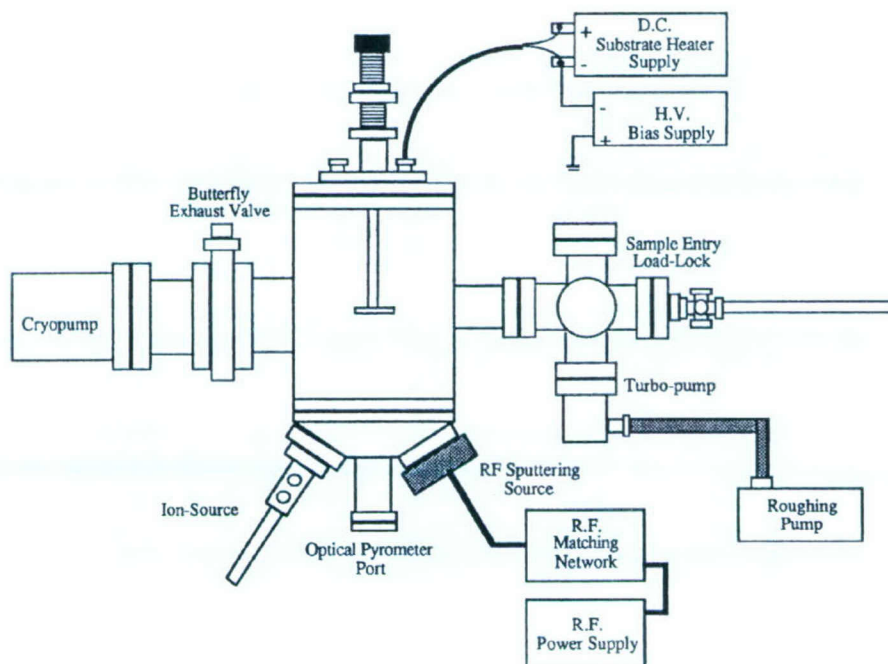 +
D.C.
Substrate Heater
Supply
-
-
H.V.
Bias Supply
+
Butterfly
Exhaust Valve
Sample Entry
Load-Lock
Cryopump
Turbo-pump
RF Sputtering
Source
Ion-Source
Optical Pyrometer
Port
R.F.
Matching
Network
Roughing
Pump
R.F.
Power Supply